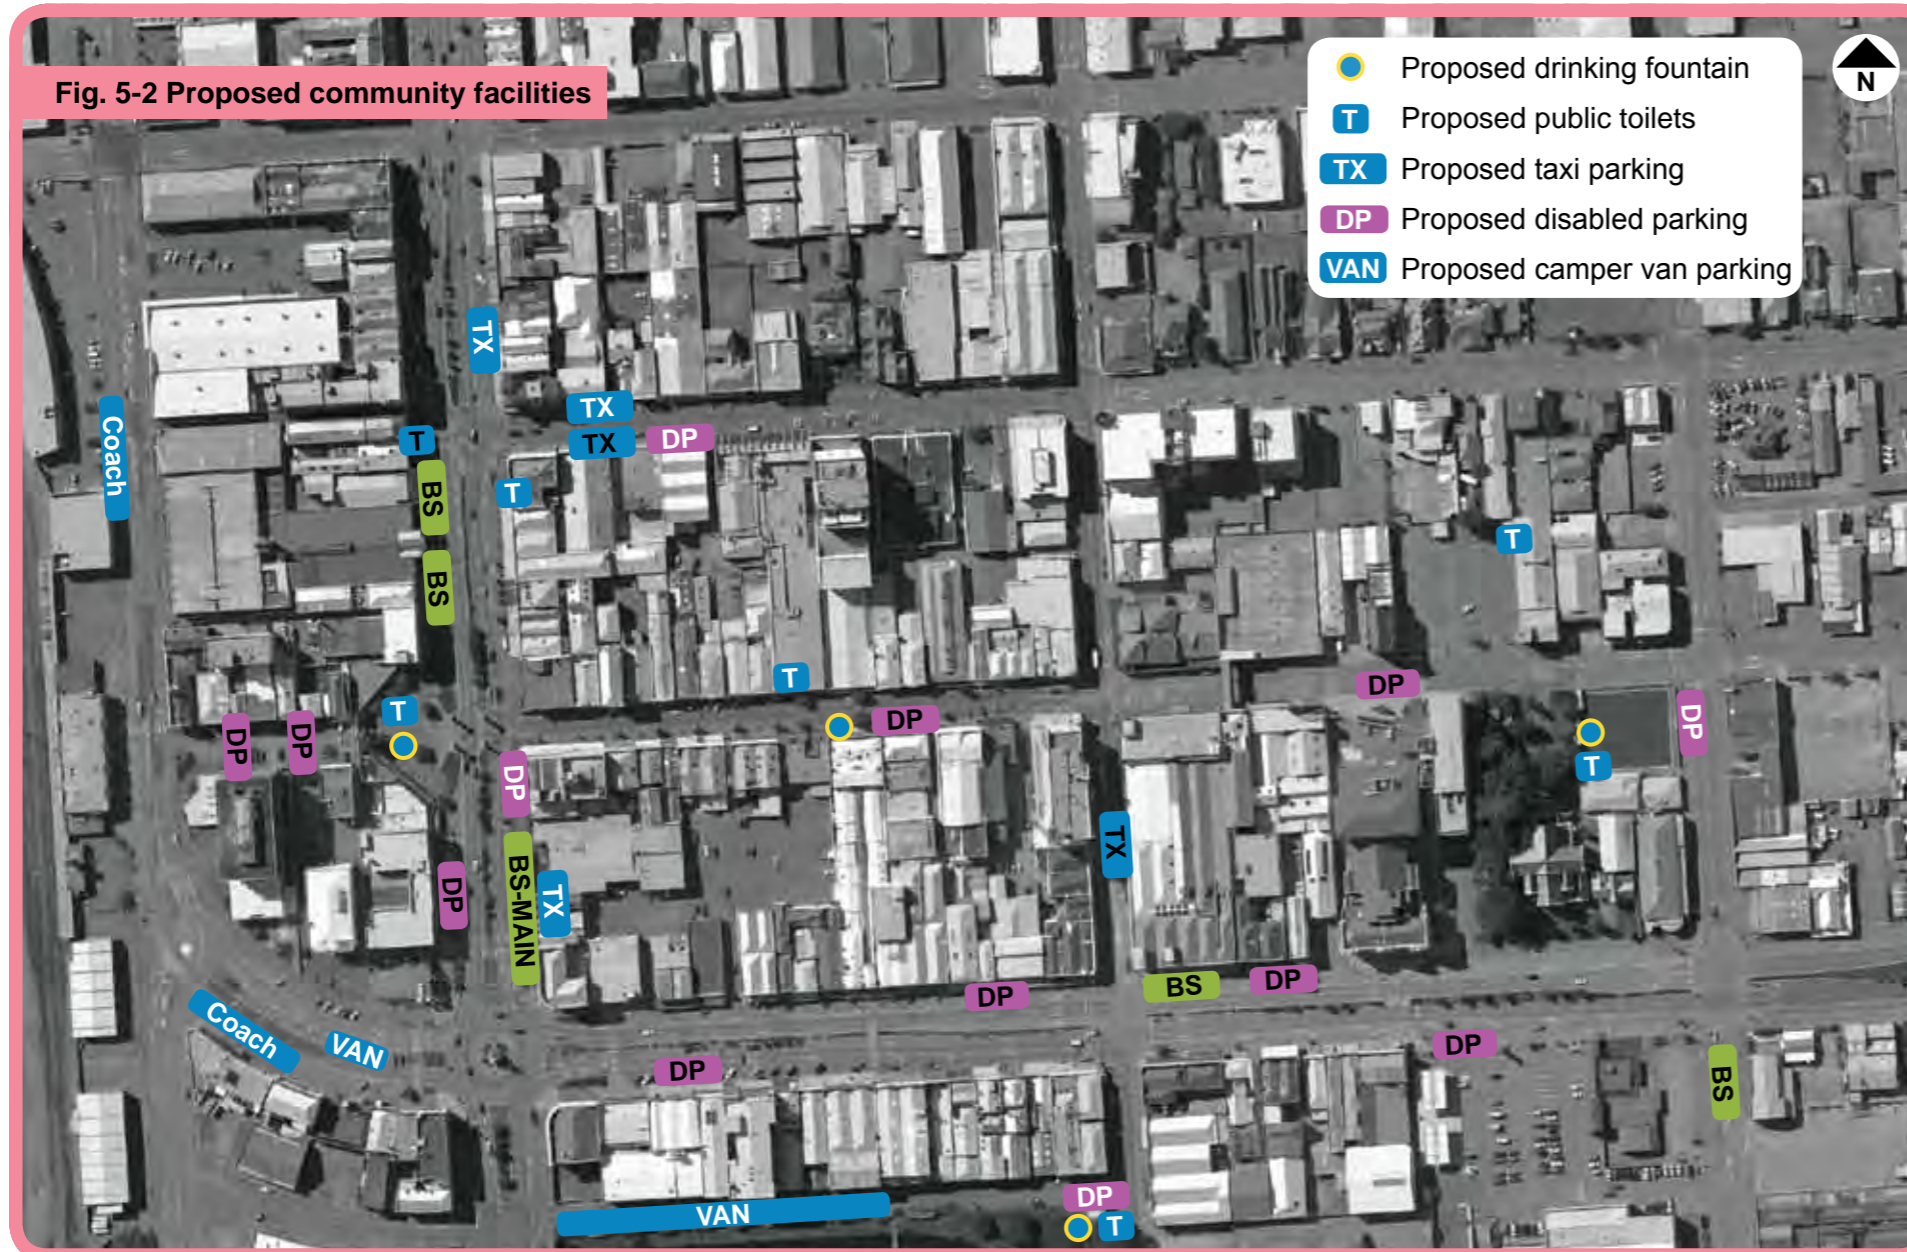 Fig. 5-2 Proposed community facilities
Proposed drinking fountain
T Proposed public toilets
TX Proposed taxi parking
DP Proposed disabled parking
VAN Proposed camper van parking
N
TX
Coach
TX
TX DP
T
BS
T
BS
T
T
DP
T
DP
DP
DP
DP
DP
T
DP
BS-MAIN
TX
TX
DP
BS
DP
DP
Coach
VAN
DP
DP
BS
VAN
DP
T